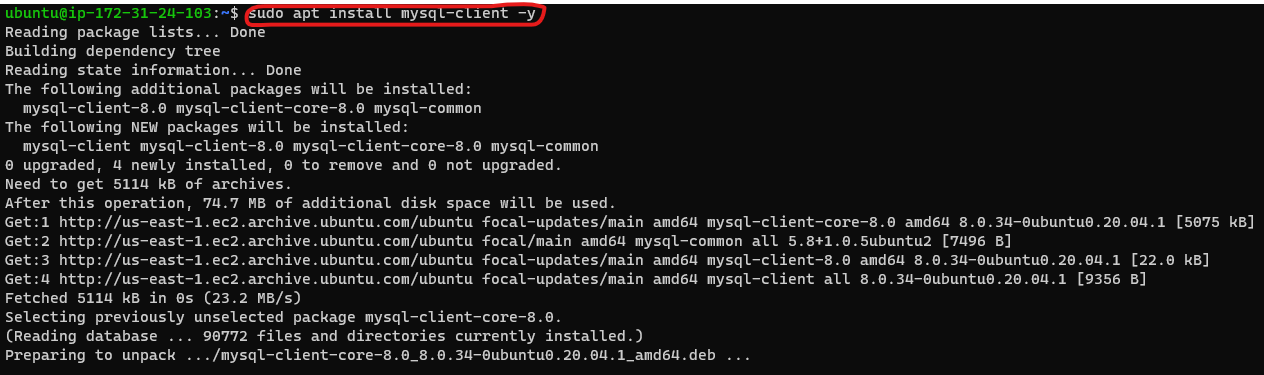 ubuntu@ip-172-31-24-103:~$ sudo apt install mysql-client -y
Reading package lists... Done
Building dependency tree
Reading state information... Done
The following additional packages will be installed:
  mysql-client-8.0 mysql-client-core-8.0 mysql-common
The following NEW packages will be installed:
  mysql-client mysql-client-8.0 mysql-client-core-8.0 mysql-common
0 upgraded, 4 newly installed, 0 to remove and 0 not upgraded.
Need to get 5114 kB of archives.
After this operation, 74.7 MB of additional disk space will be used.
Get:1 http://us-east-1.ec2.archive.ubuntu.com/ubuntu focal-updates/main amd64 mysql-client-core-8.0 amd64 8.0.34-0ubuntu0.20.04.1 [5075 kB]
Get:2 http://us-east-1.ec2.archive.ubuntu.com/ubuntu focal/main amd64 mysql-common all 5.8+1.0.5ubuntu2 [7496 B]
Get:3 http://us-east-1.ec2.archive.ubuntu.com/ubuntu focal-updates/main amd64 mysql-client-8.0 amd64 8.0.34-0ubuntu0.20.04.1 [22.0 kB]
Get:4 http://us-east-1.ec2.archive.ubuntu.com/ubuntu focal-updates/main amd64 mysql-client all 8.0.34-0ubuntu0.20.04.1 [9356 B]
Fetched 5114 kB in 0s (23.2 MB/s)
Selecting previously unselected package mysql-client-core-8.0.
(Reading database ... 90772 files and directories currently installed.)
Preparing to unpack .../mysql-client-core-8.0_8.0.34-0ubuntu0.20.04.1_amd64.deb ...